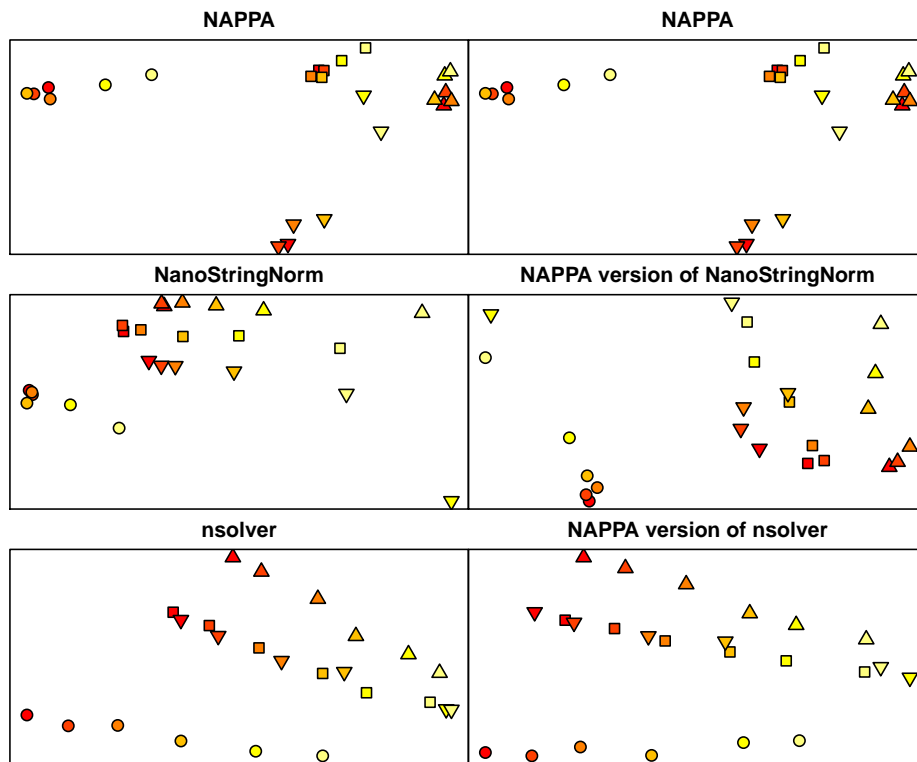 NAPPA
NAPPA
NanoStringNorm
NAPPA version of NanoStringNorm
nsolver
NAPPA version of nsolver